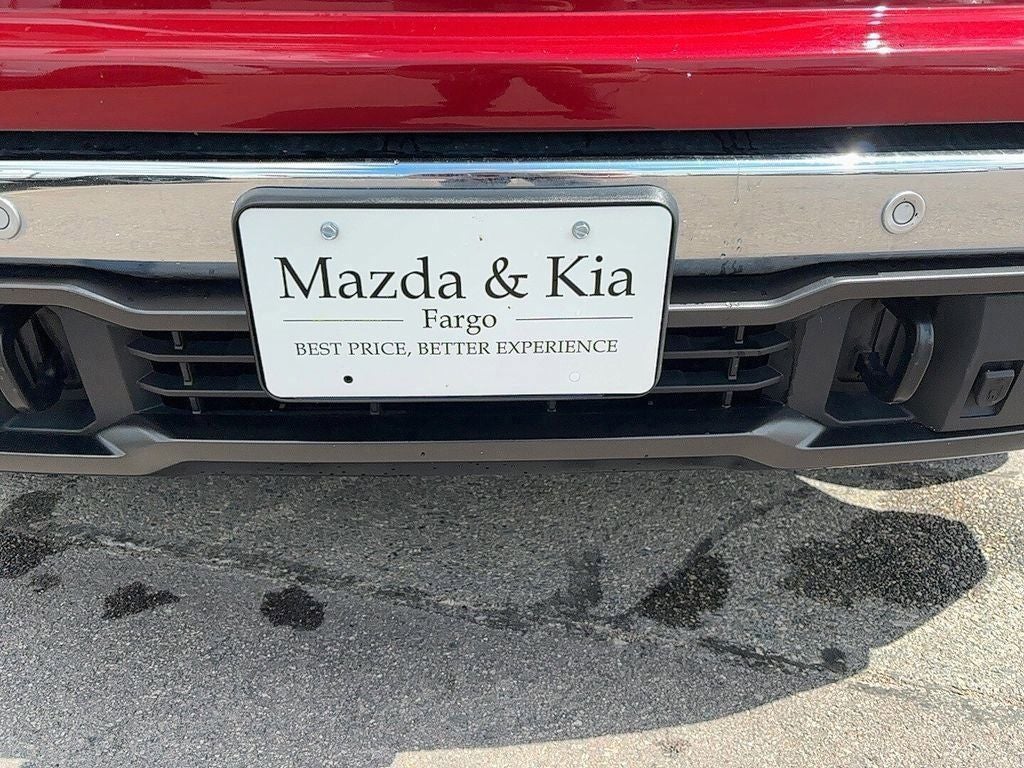 Mazda & Kia
Fargo
BEST PRICE, BETTER EXPERIENCE